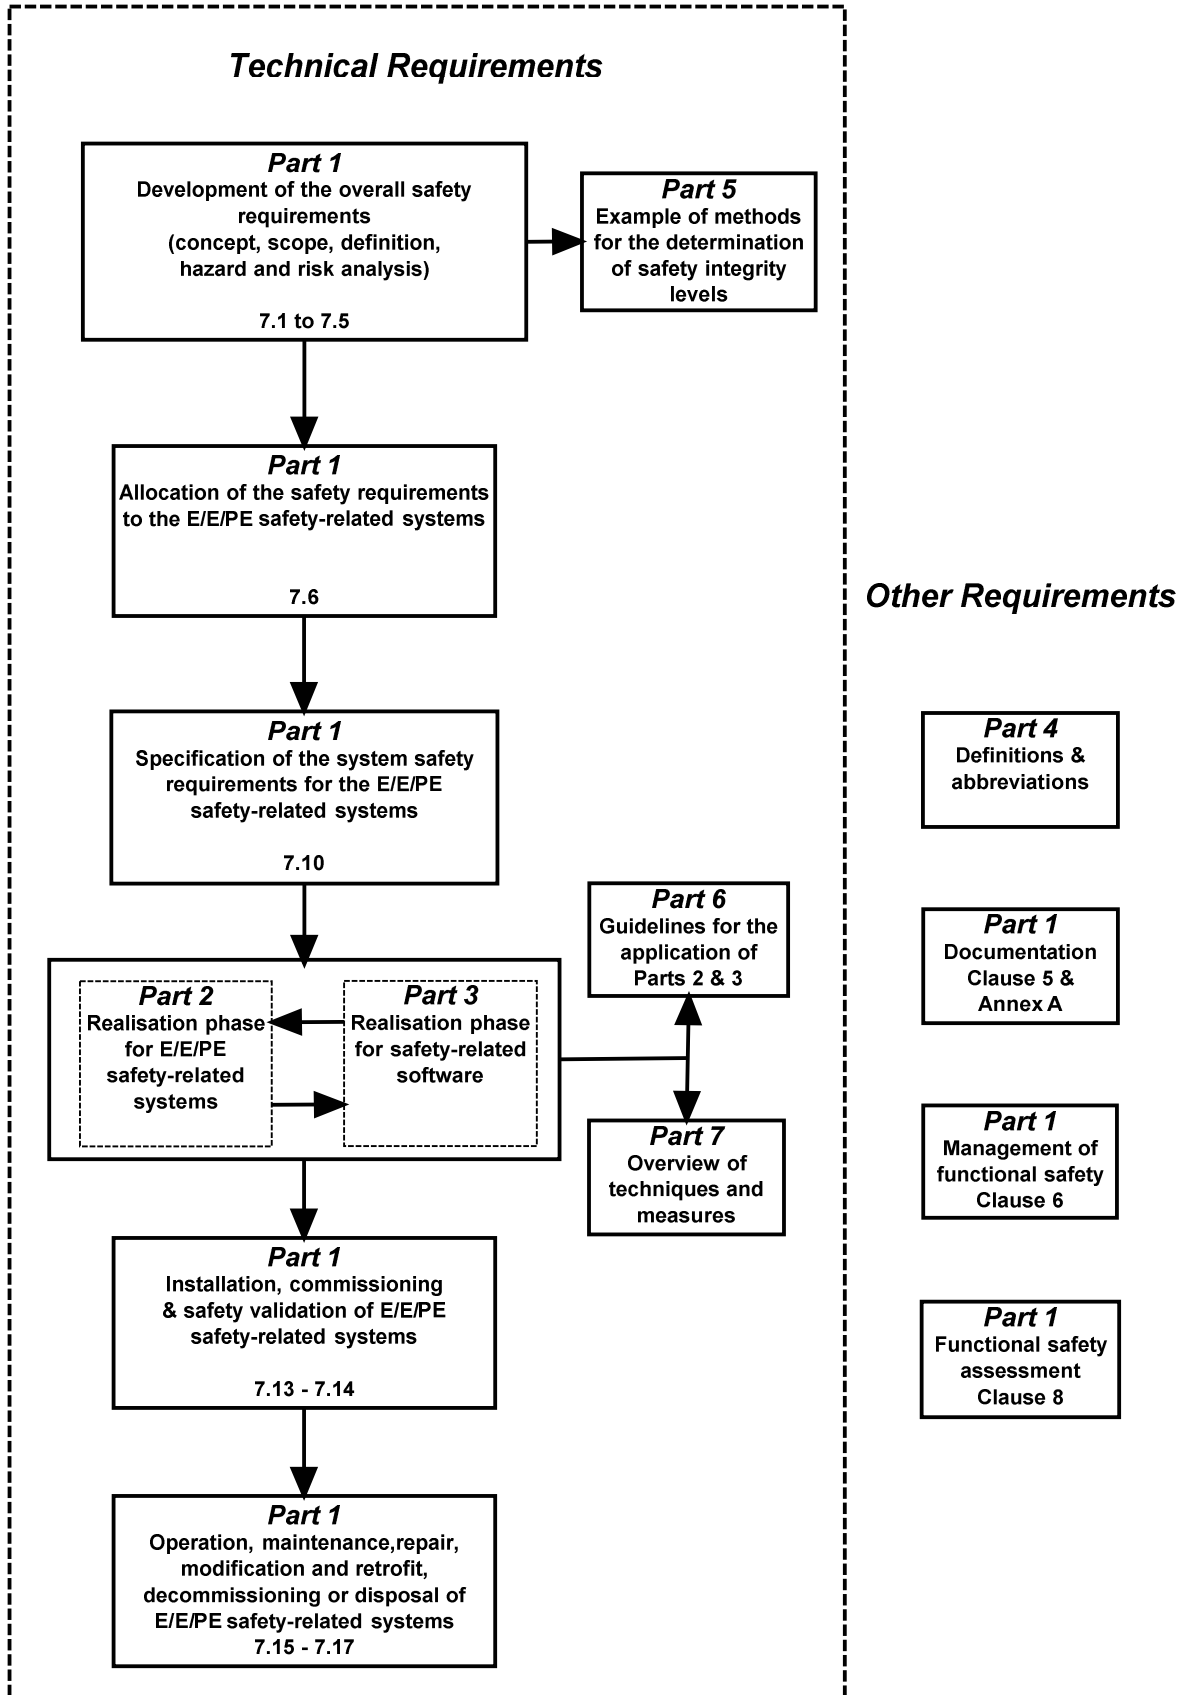 Technical Requirements
Part 1
Development of the overall safety
requirements
(concept, scope, definition,
hazard and risk analysis)
7.1 to 7.5
Part 5
Example of methods
for the determination
of safety integrity
levels
Part 1
Allocation of the safety requirements
to the E/E/PE safety-related systems
7.6
Part 1
Specification of the system safety
requirements for the E/E/PE
safety-related systems
7.10
Part 2
Realisation phase
for E/E/PE
safety-related
systems
Part 3
Realisation phase
for safety-related
software
Part 6
Guidelines for the
application of
Parts 2 & 3
Part 7
Overview of
techniques and
measures
Part 1
Installation, commissioning
& safety validation of E/E/PE
safety-related systems
7.13 - 7.14
Part 1
Operation, maintenance,repair,
modification and retrofit,
decommissioning or disposal of
E/E/PE safety-related systems
7.15 - 7.17
Other Requirements
Part 4
Definitions &
abbreviations
Part 1
Documentation
Clause 5 &
Annex A
Part 1
Management of
functional safety
Clause 6
Part 1
Functional safety
assessment
Clause 8